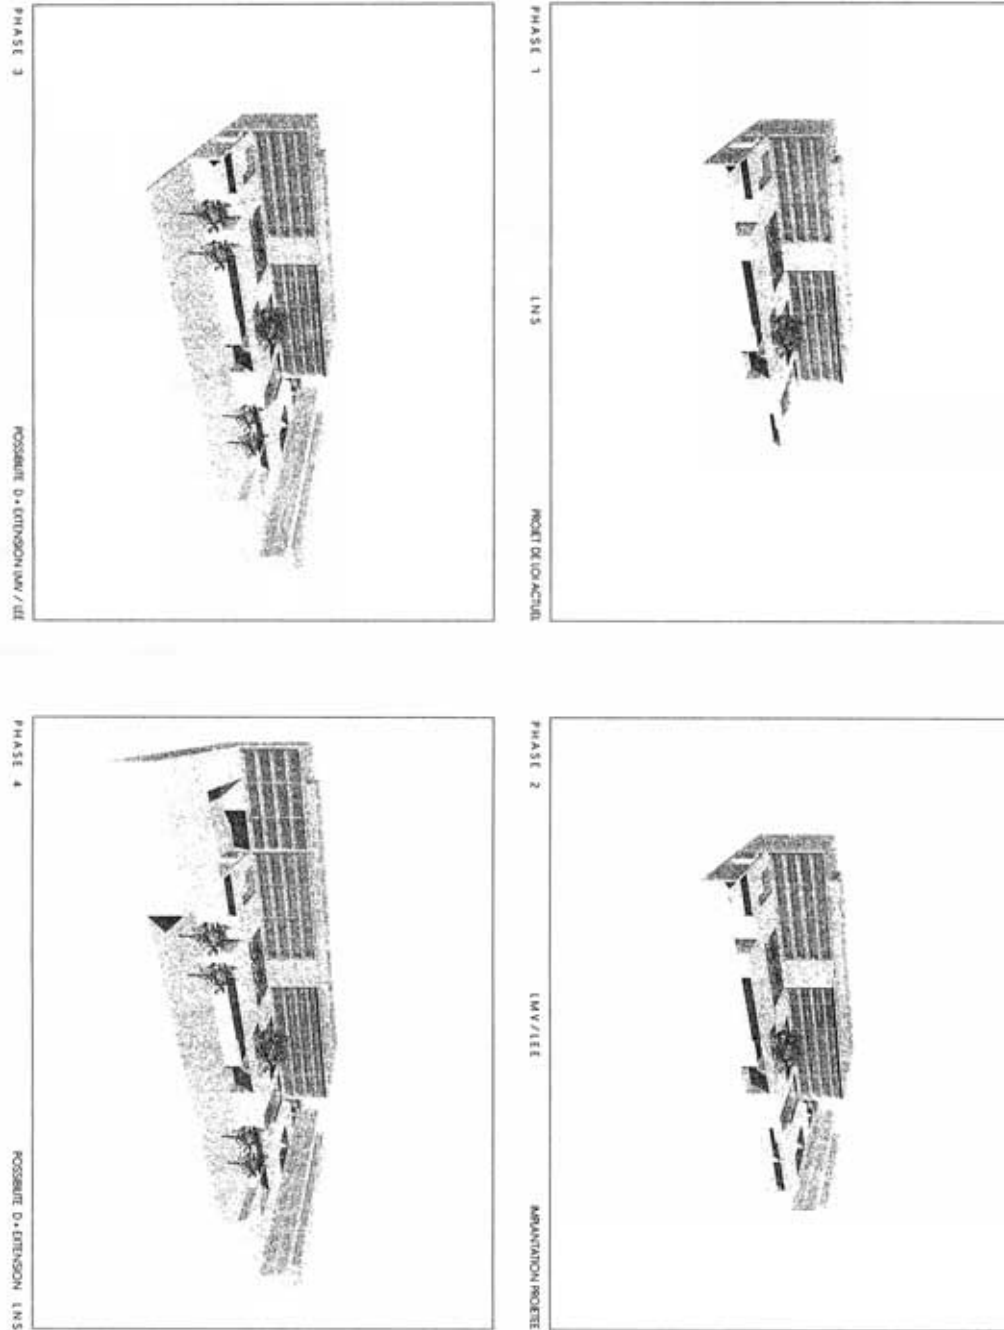 PHASE 1 LNS PROJET DE LOI ACTUEL
PHASE 2 LMV/LEE IMPLANTATION PROJETEE
PHASE 3 POSSIBILITE D • EXTENSION LMV / LEE
PHASE 4 POSSIBILITE D • EXTENSION LNS